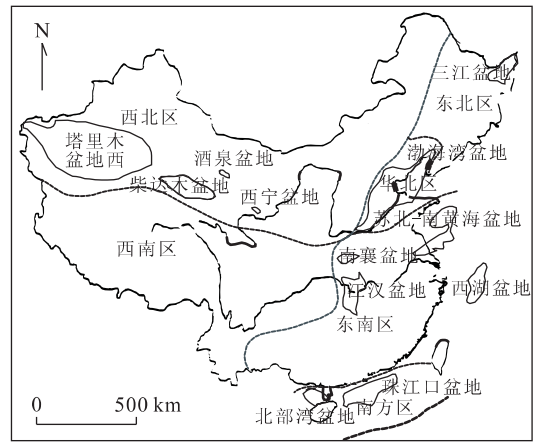 N
三江盆地
东北区
西北区
塔里木
盆地西
酒泉盆地
渤海湾盆地
柴达木盆地
西宁盆地
华北区
苏北-南黄海盆地
西南区
南襄盆地
江汉盆地
西湖盆地
东南区
珠江口盆地
南方区
北部湾盆地
0 500 km